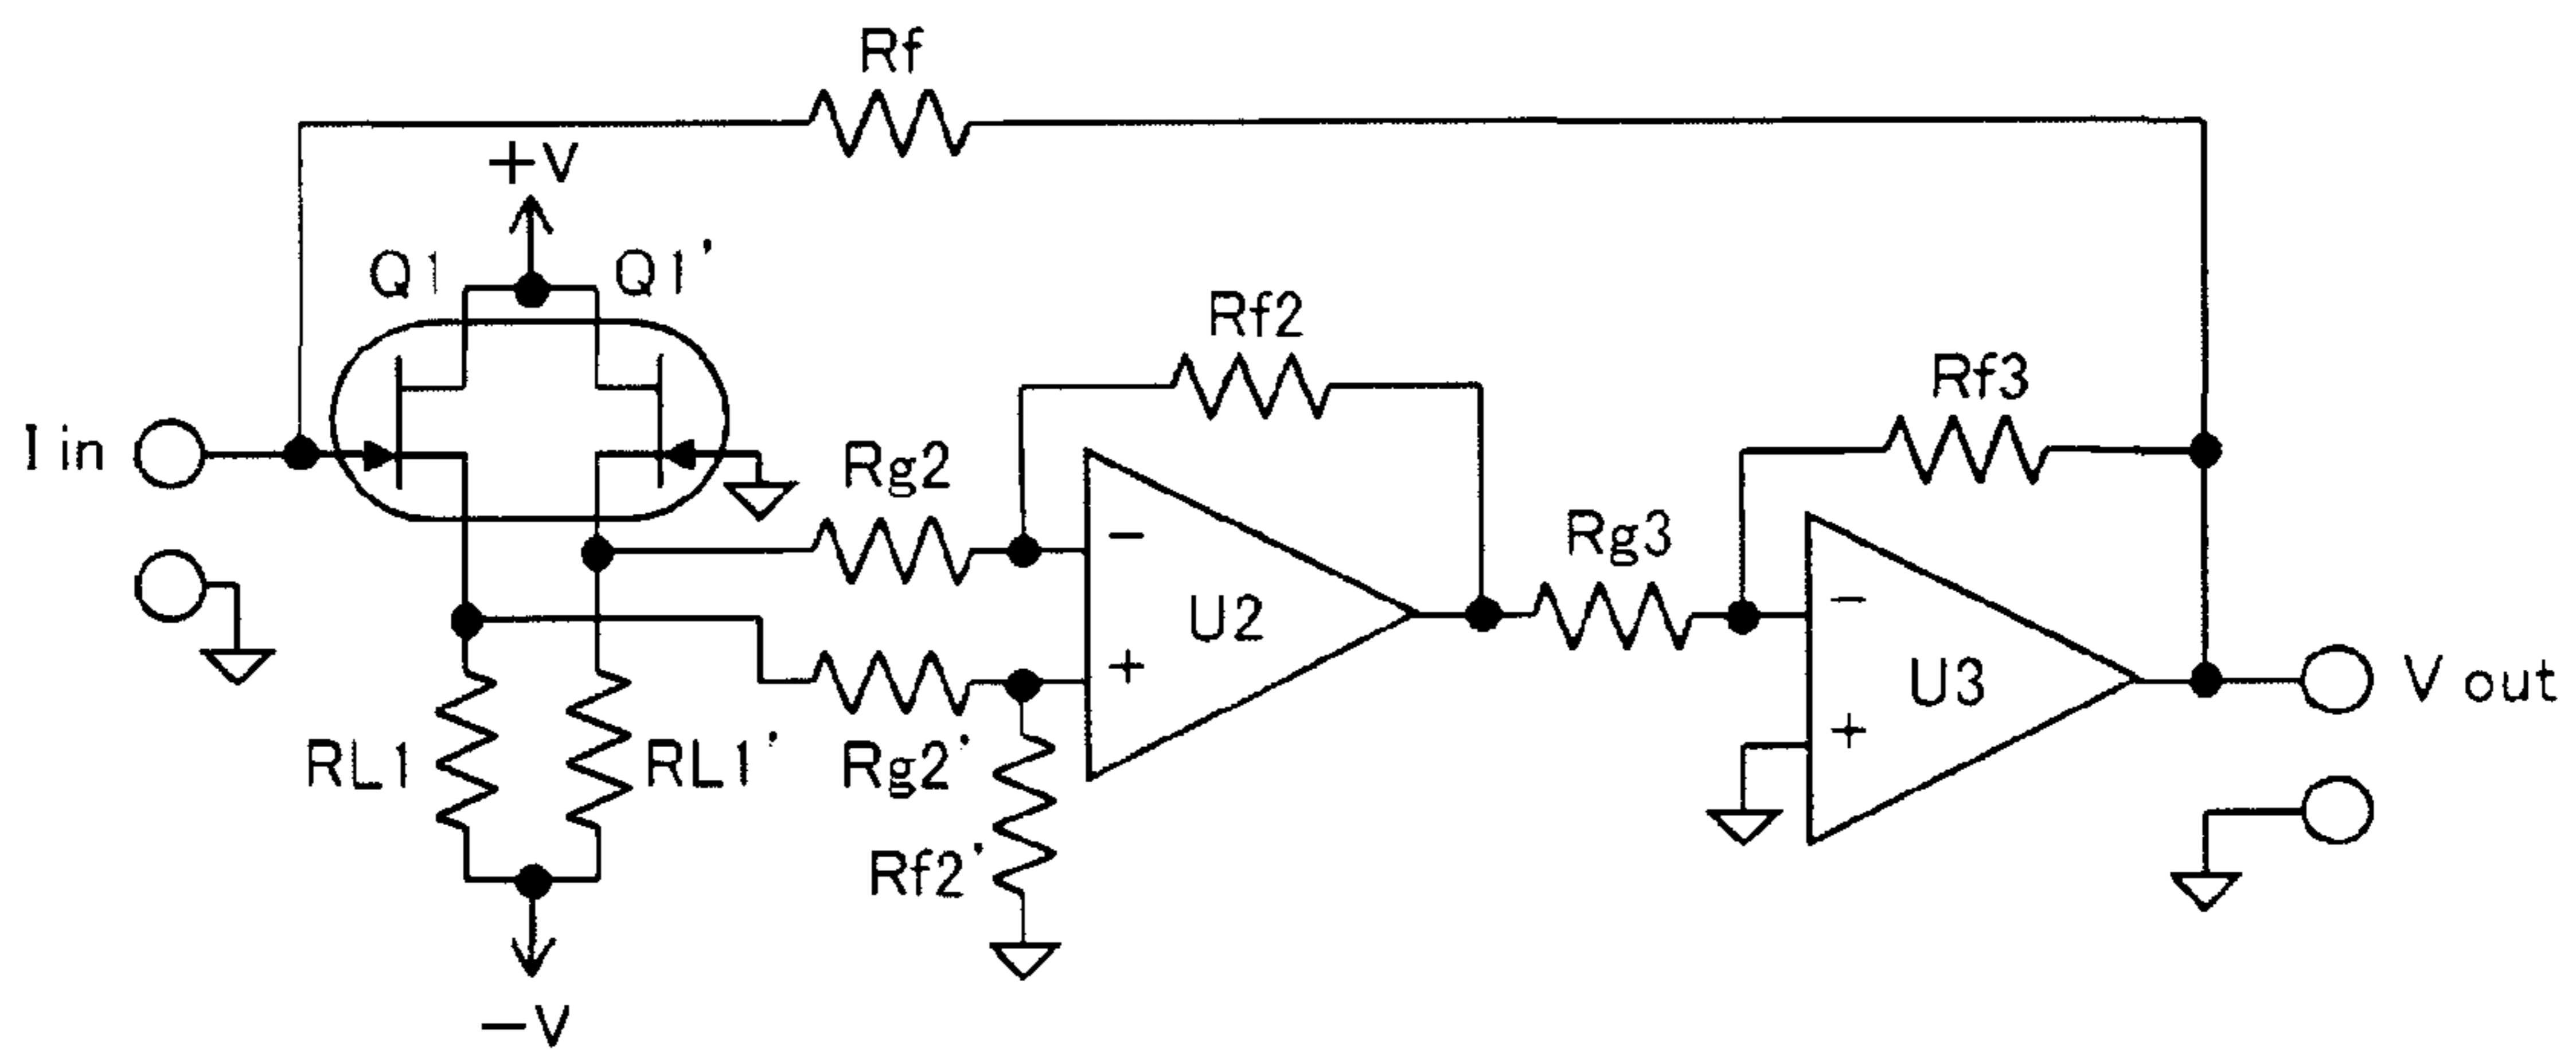 Rf
+V
Q1
Q1'
Rf2
Rf3
I in
Rg2
−
U2
+
Rg3
−
U3
+
V out
RL1
RL1'
Rg2'
Rf2'
−V